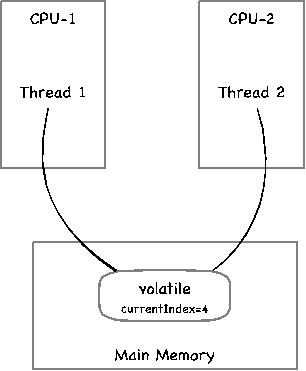 CPU-1
CPU-2
Thread 1
Thread 2
volatile
currentIndex=4
Main Memory